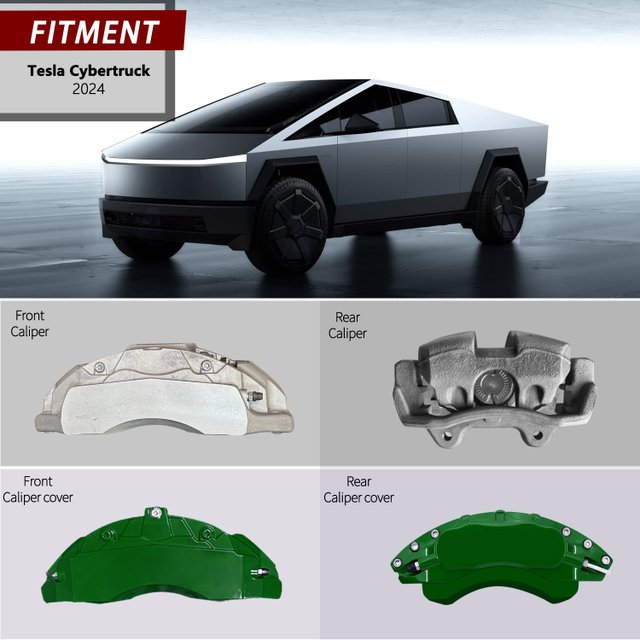 FITMENT
Tesla Cybertruck
2024
Front
Caliper
Rear
Caliper
Front
Caliper cover
Rear
Caliper cover